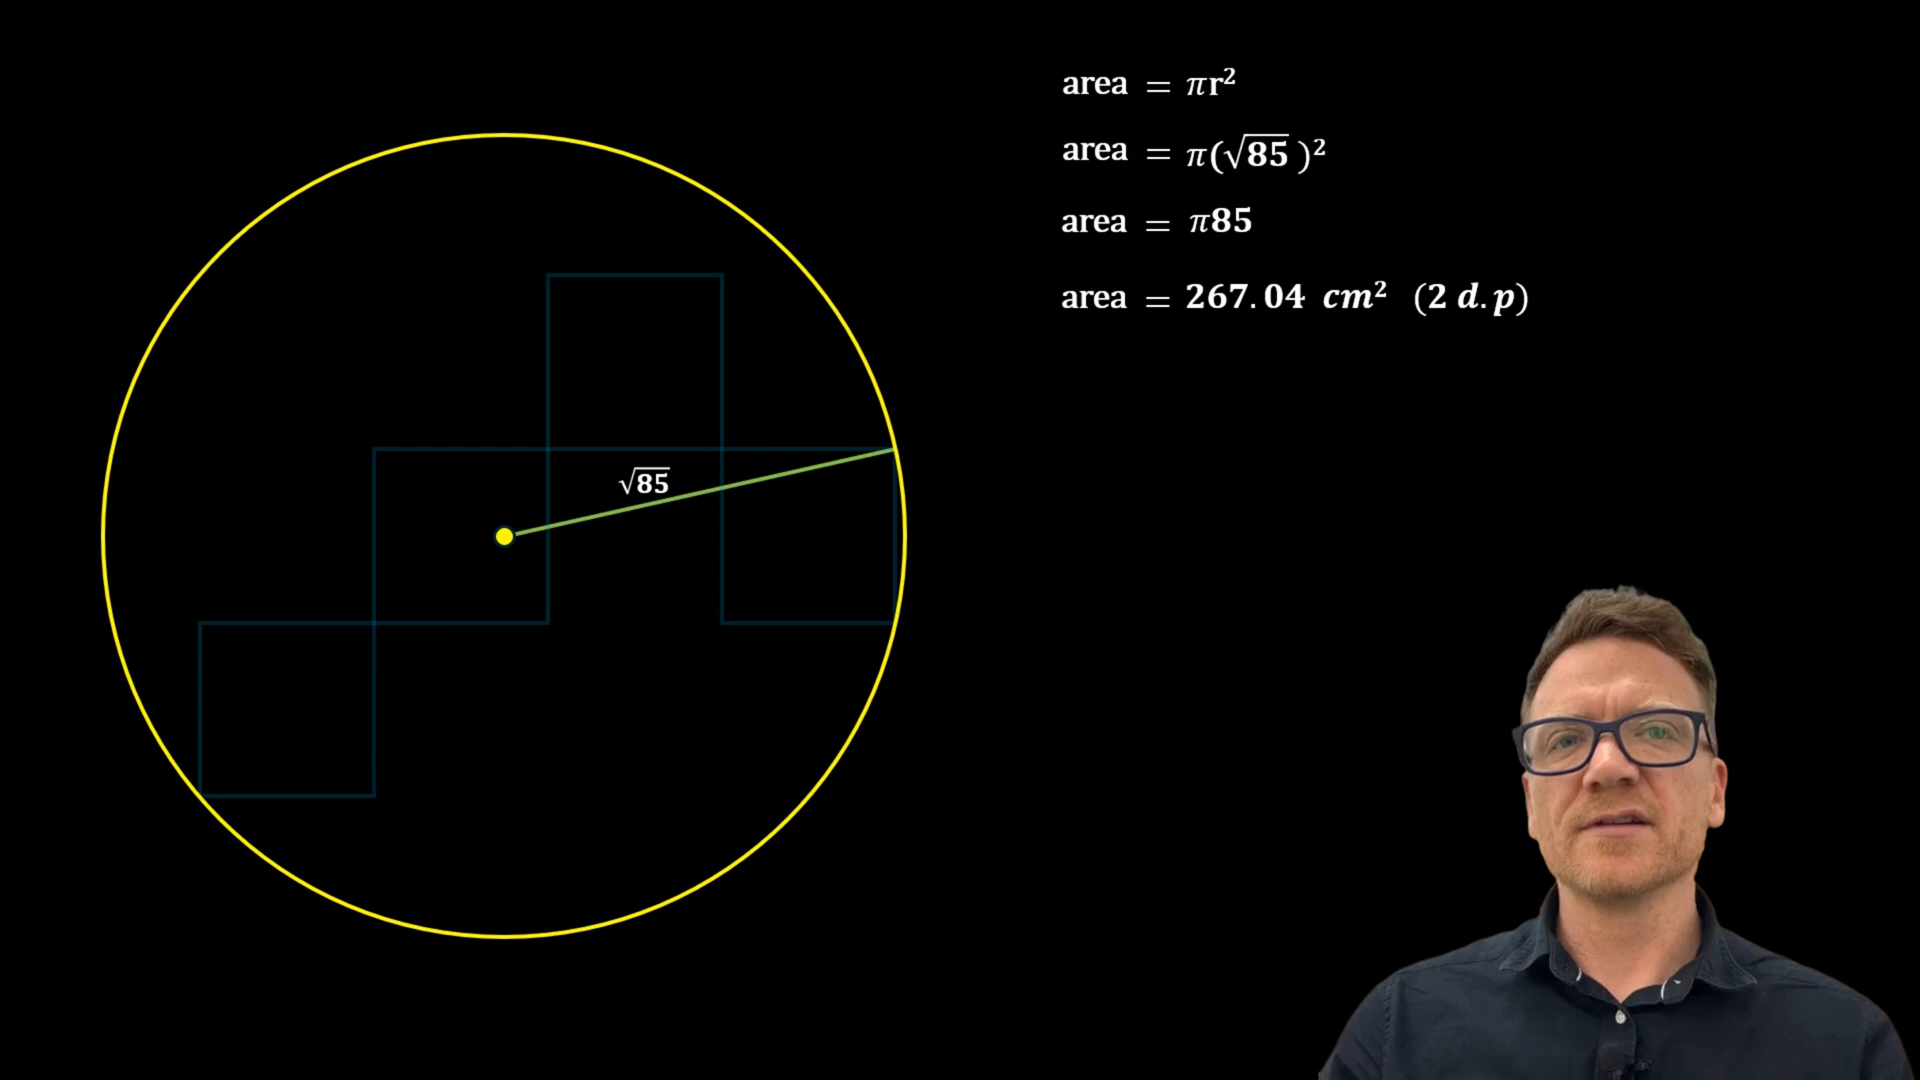 area = πr²
area = π(√85)²
area = π85
area = 267.04 cm² (2 d.p)
√85